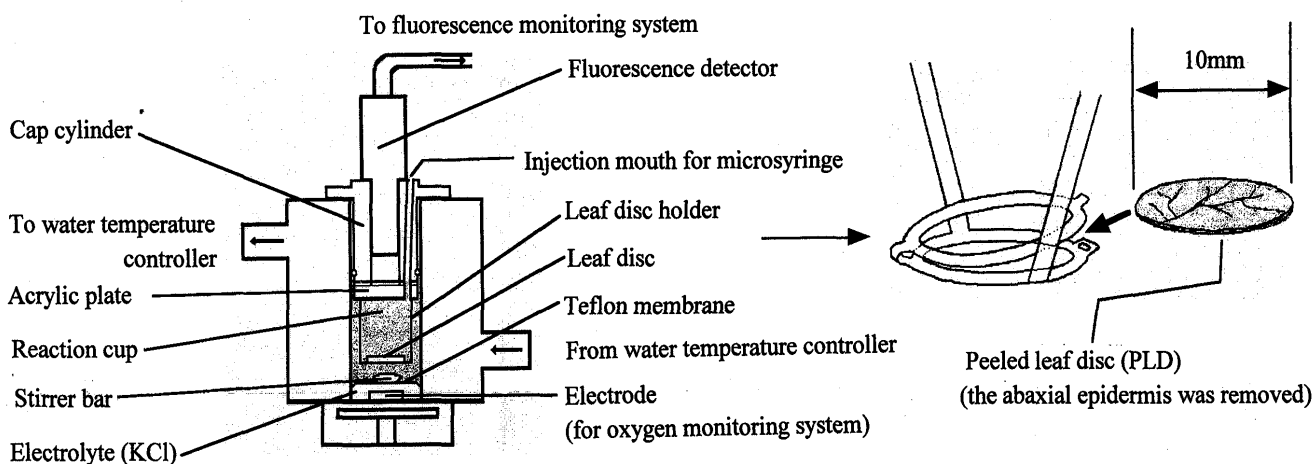 To fluorescence monitoring system
Fluorescence detector
Cap cylinder
Injection mouth for microsyringe
To water temperature
controller
Leaf disc holder
Leaf disc
Acrylic plate
Teflon membrane
Reaction cup
From water temperature controller
Stirrer bar
Electrode
(for oxygen monitoring system)
Electrolyte (KCl)
10mm
Peeled leaf disc (PLD)
(the abaxial epidermis was removed)